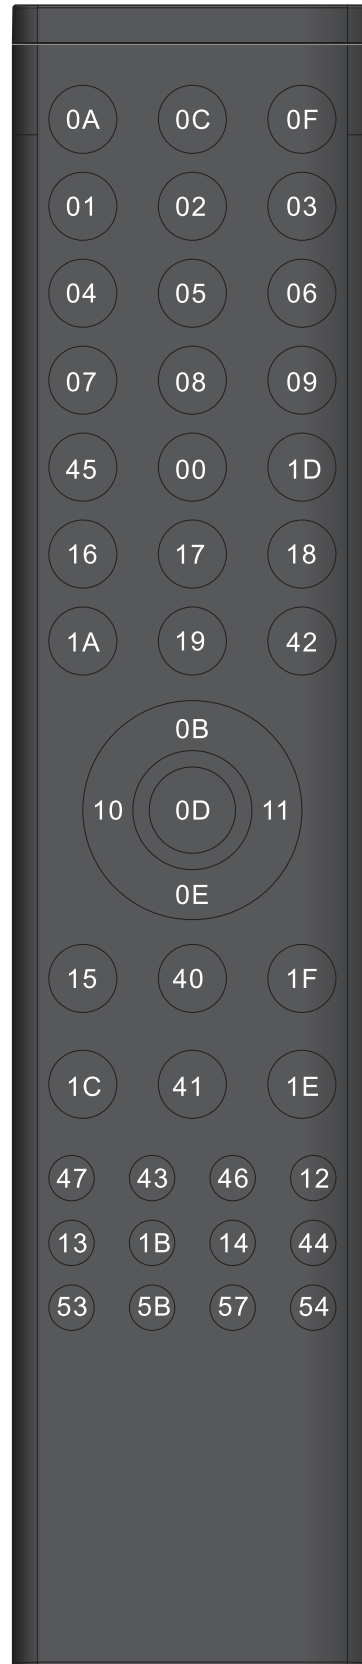 0A 0C 0F
01 02 03
04 05 06
07 08 09
45 00 1D
16 17 18
1A 19 42
0B
10 0D 11
0E
15 40 1F
1C 41 1E
47 43 46 12
13 1B 14 44
53 5B 57 54